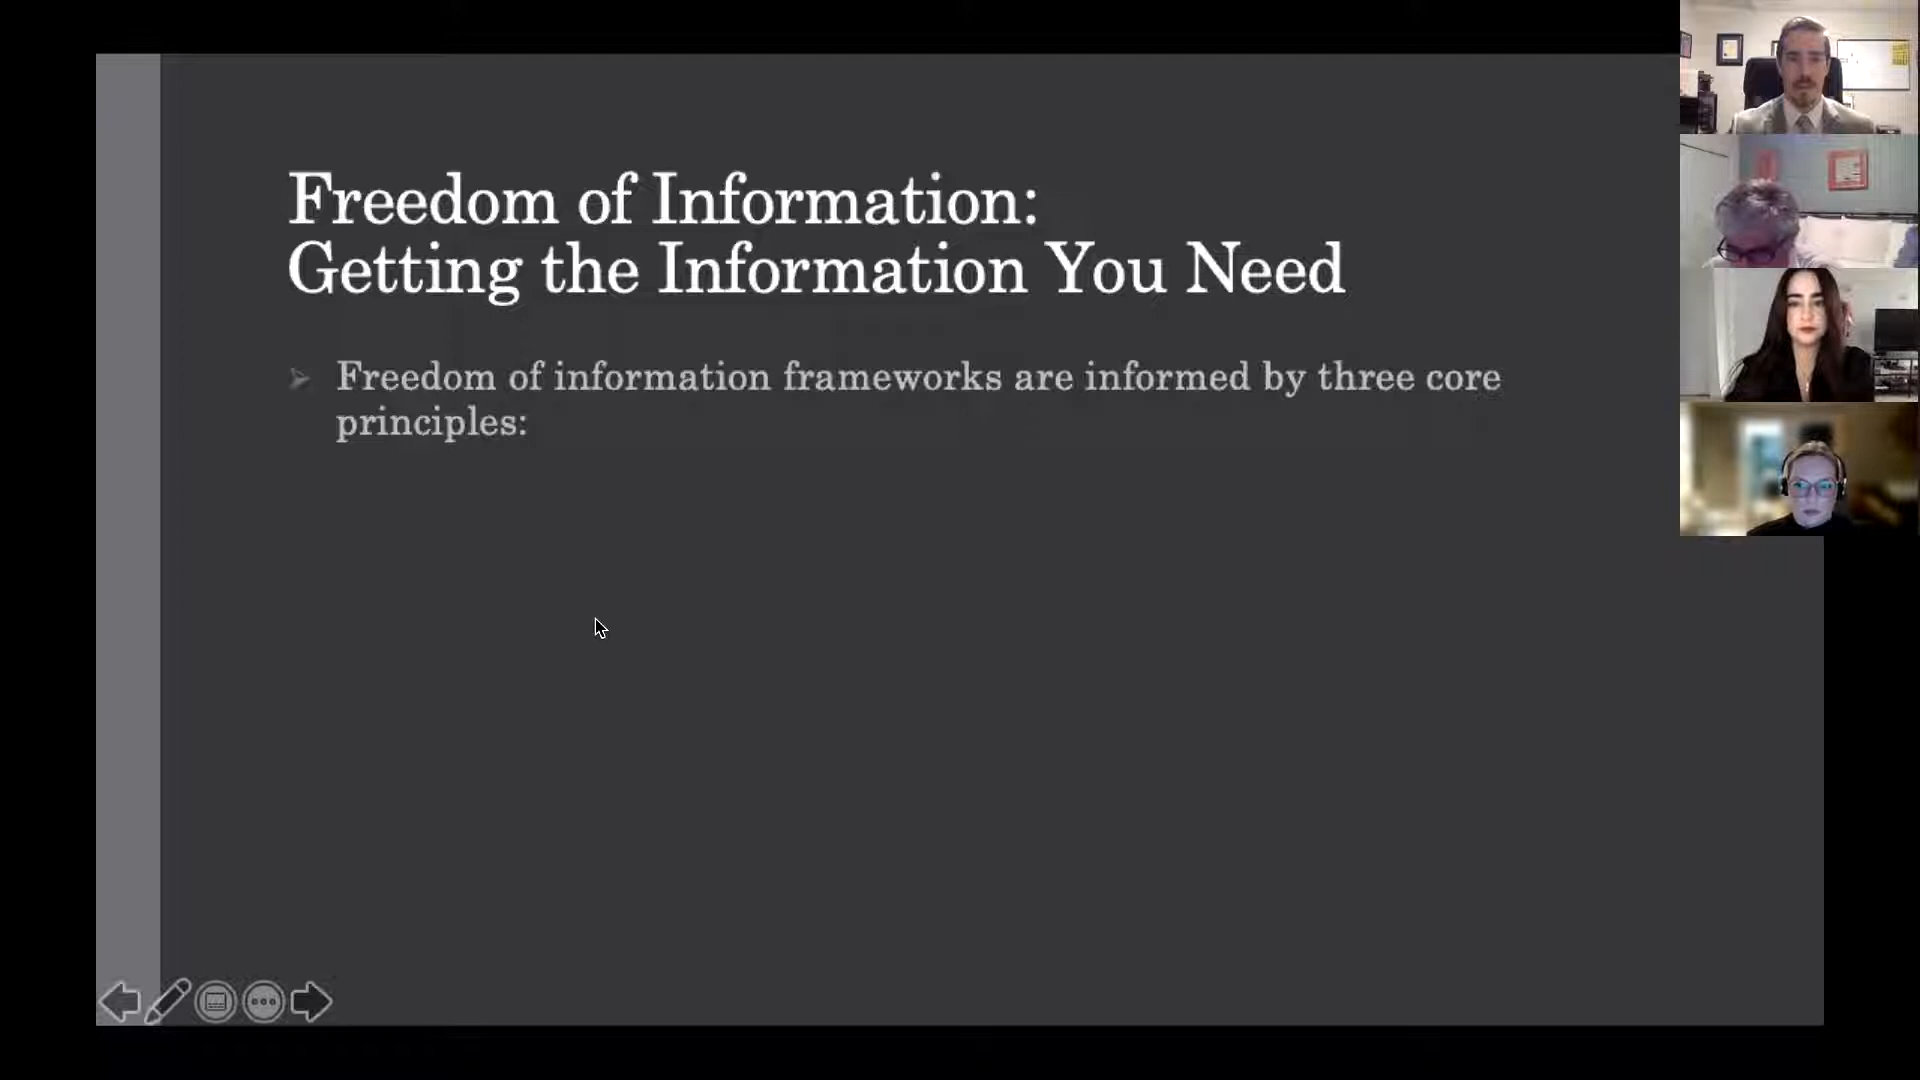 Freedom of Information:
Getting the Information You Need
Freedom of information frameworks are informed by three core
principles: